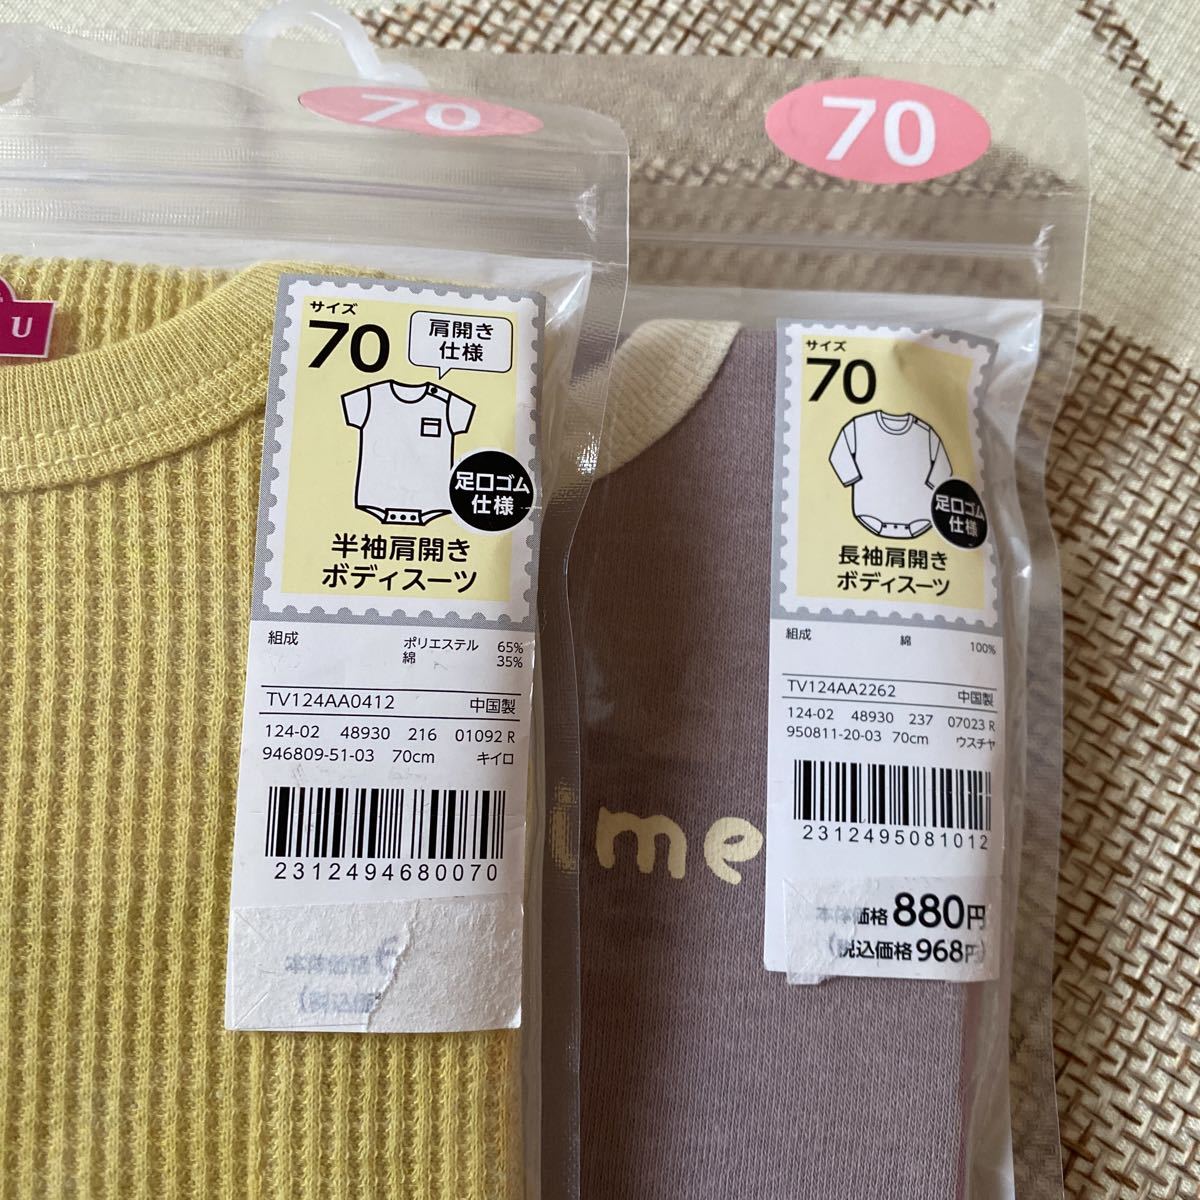 70
70
U
サイズ
70
肩開き
仕様
足口ゴム
仕様
半袖肩開き
ボディスーツ
組成
ポリエステル 65%
綿 35%
TV124AA0412 中国製
124-02 48930 216 01092 R
946809-51-03 70cm キイロ
2312494680070
サイズ
70
足口ゴム
仕様
長袖肩開き
ボディスーツ
組成 綿 100%
TV124AA2262 中国製
124-02 48930 237 07023 R
950811-20-03 70cm ウスチヤ
2312495081012
本体価格 880円
(税込価格 968円)
ime